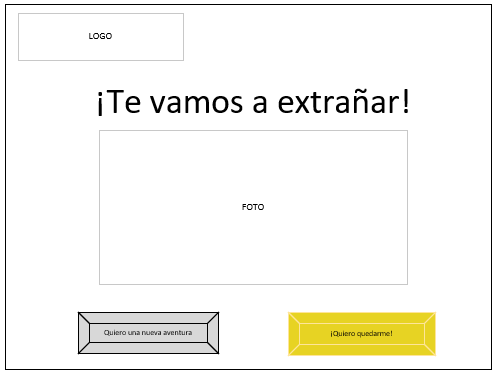 LOGO
¡Te vamos a extrañar!
FOTO
Quiero una nueva aventura
¡Quiero quedarme!